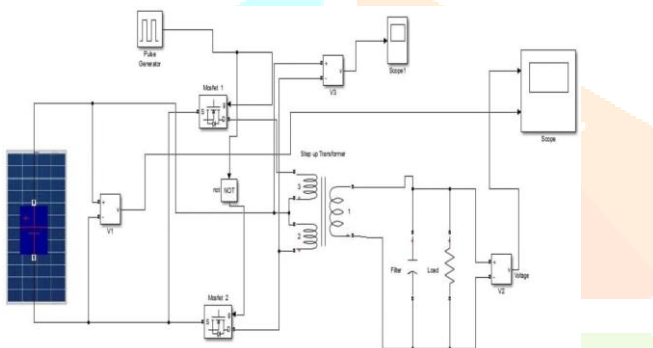 Pulse
Generator
Scope1
Mosfet 1
V3
Scope
Step up Transformer
not
NOT
3
1
2
V1
Filter
Load
Voltage
V2
Mosfet 2